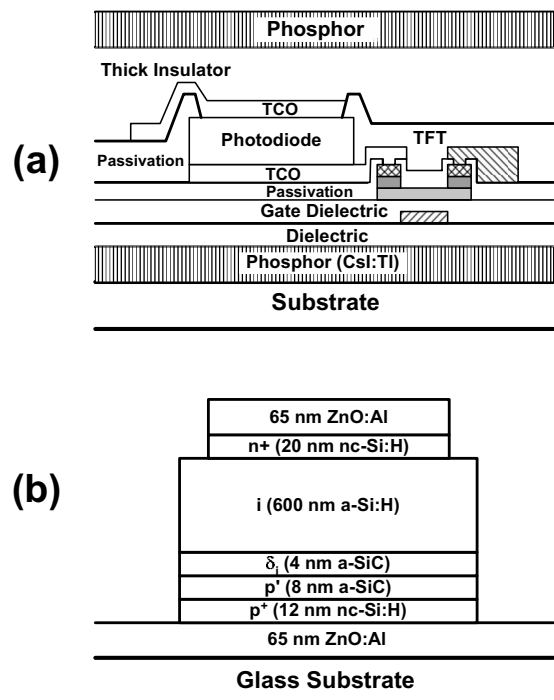 Phosphor
Thick Insulator
TCO
Photodiode
TFT
(a)
Passivation
TCO
Passivation
Gate Dielectric
Dielectric
Phosphor (CsI:Tl)
Substrate
(b)
65 nm ZnO:Al
n+ (20 nm nc-Si:H)
i (600 nm a-Si:H)
δi (4 nm a-SiC)
p' (8 nm a-SiC)
p+ (12 nm nc-Si:H)
65 nm ZnO:Al
Glass Substrate